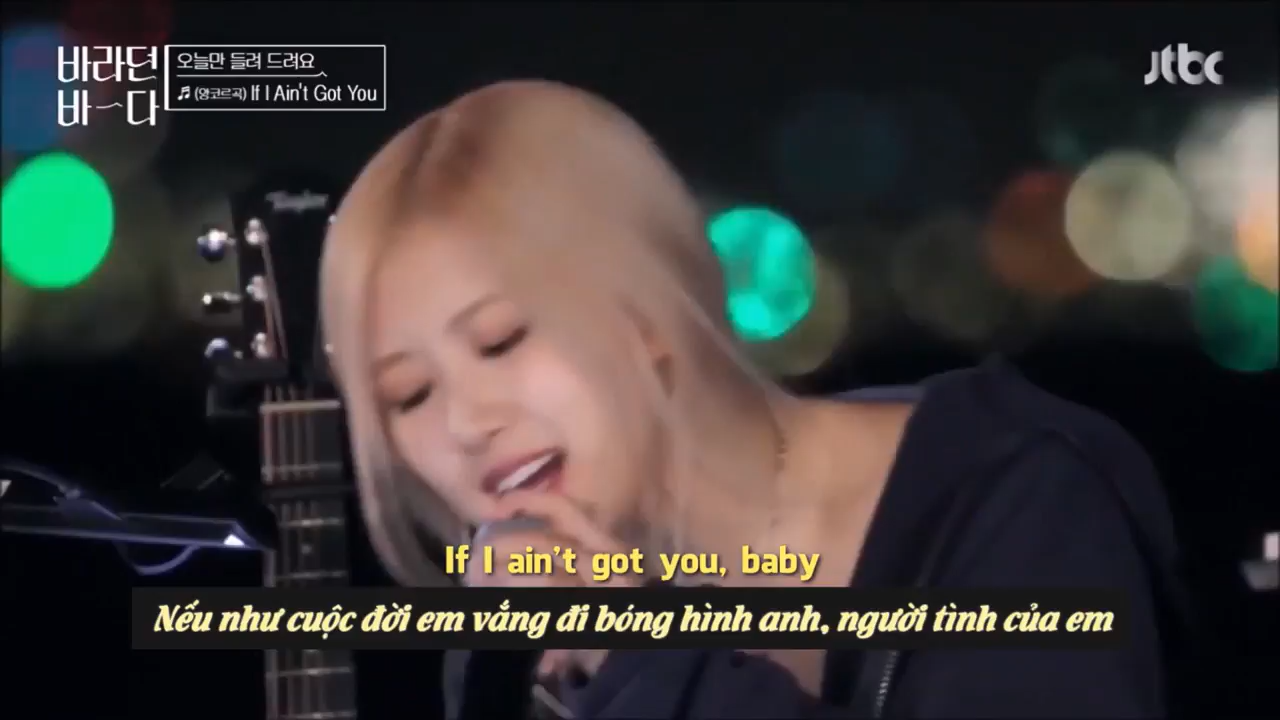 바라던
바다
오늘만 들려 드려요
♬ (앙코르곡) If I Ain't Got You
jtbc
Taylor
If I ain't got you, baby
Nếu như cuộc đời em vắng đi bóng hình anh, người tình của em